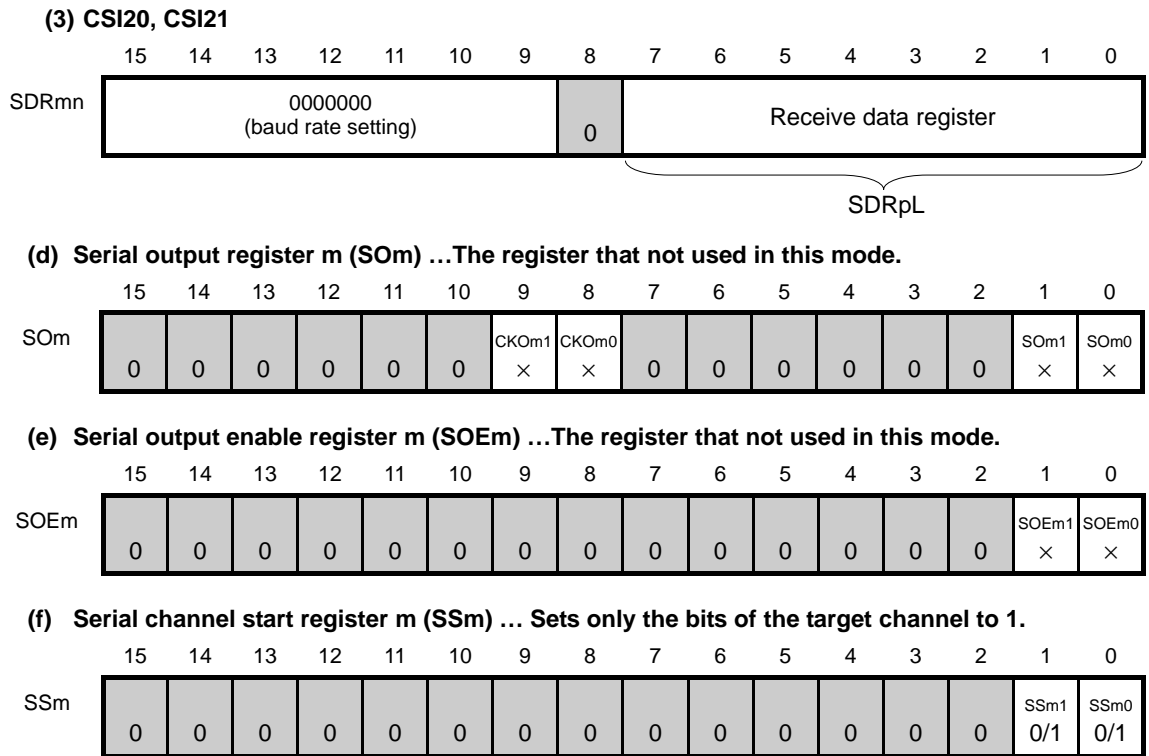 (3) CSI20, CSI21
15 14 13 12 11 10 9 8 7 6 5 4 3 2 1 0
SDRmn
0000000
(baud rate setting)
0
Receive data register
SDRpL
(d) Serial output register m (SOm) …The register that not used in this mode.
15 14 13 12 11 10 9 8 7 6 5 4 3 2 1 0
SOm
CKOm1 CKOm0 SOm1 SOm0
0 0 0 0 0 0 × × 0 0 0 0 0 0 × ×
(e) Serial output enable register m (SOEm) …The register that not used in this mode.
15 14 13 12 11 10 9 8 7 6 5 4 3 2 1 0
SOEm
SOEm1 SOEm0
0 0 0 0 0 0 0 0 0 0 0 0 0 0 × ×
(f) Serial channel start register m (SSm) … Sets only the bits of the target channel to 1.
15 14 13 12 11 10 9 8 7 6 5 4 3 2 1 0
SSm
SSm1 SSm0
0 0 0 0 0 0 0 0 0 0 0 0 0 0 0/1 0/1